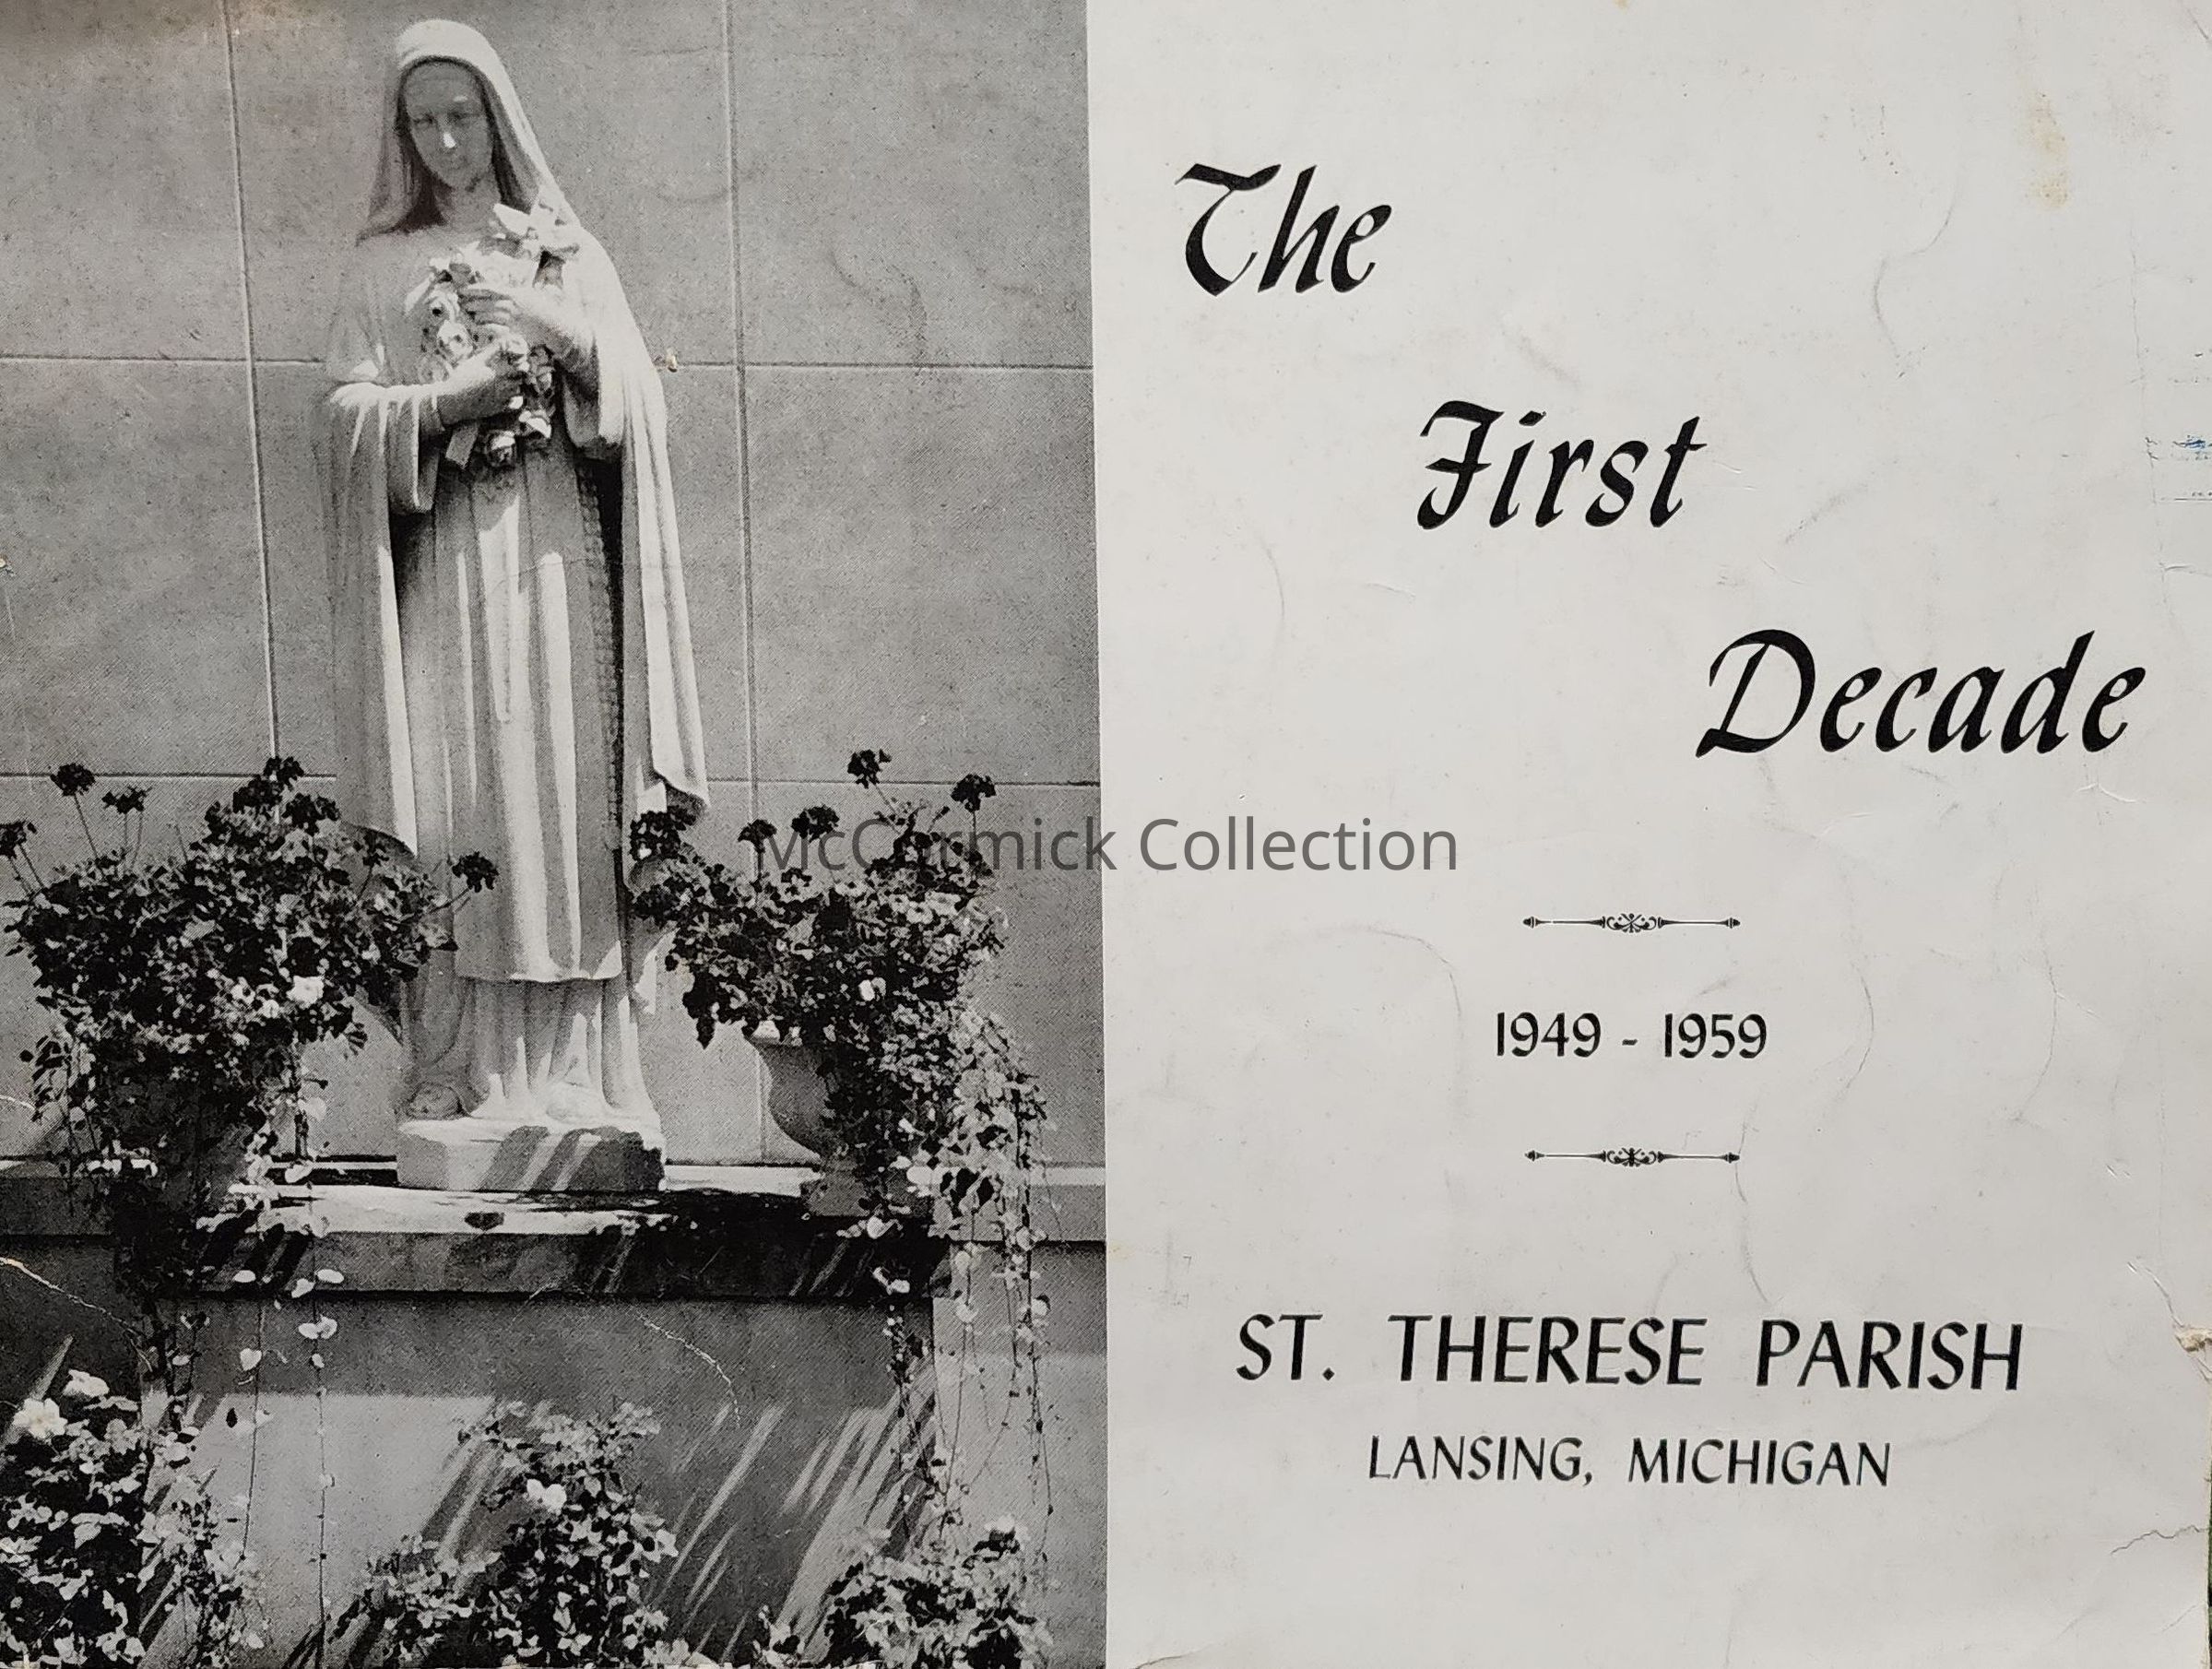 The
First
Decade
McCormick Collection
1949 - 1959
ST. THERESE PARISH
LANSING, MICHIGAN